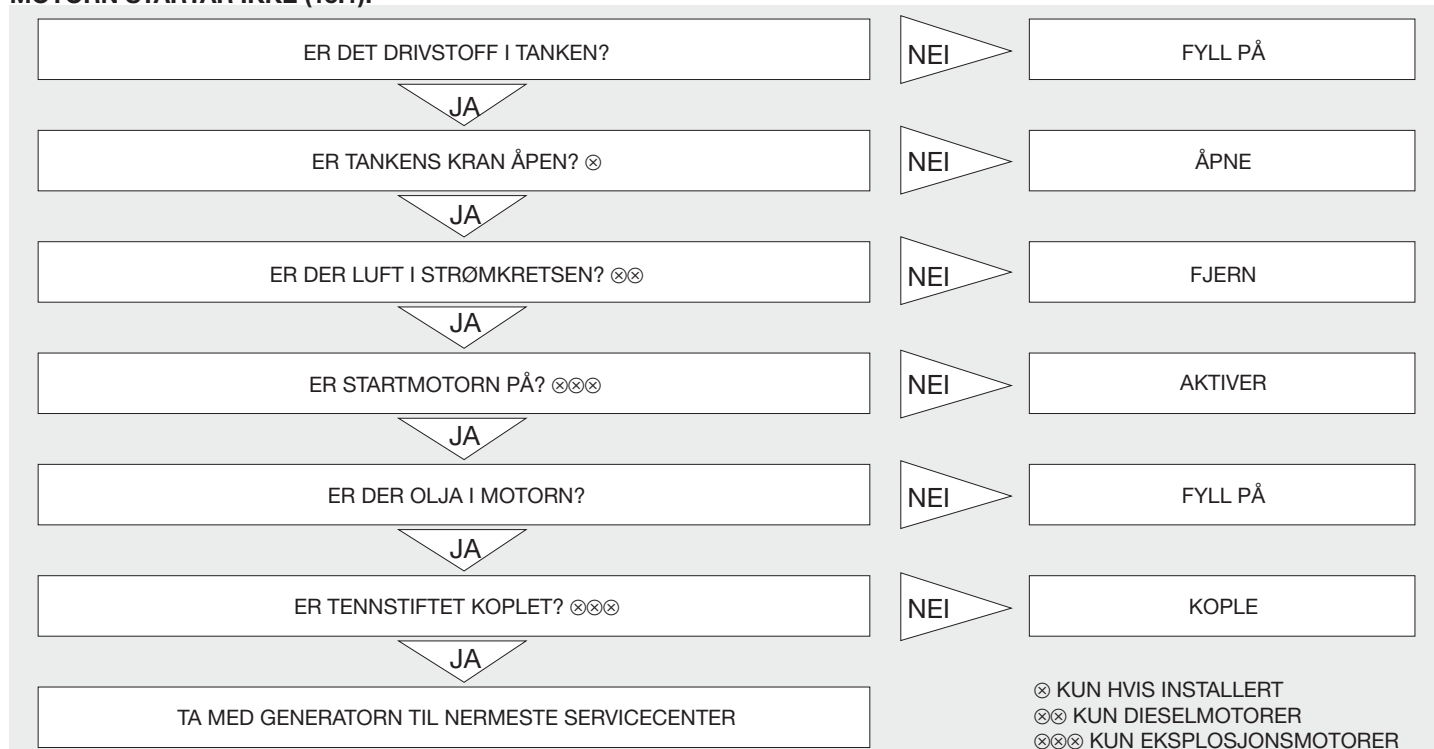 ER DET DRIVSTOFF I TANKEN?
NEI
FYLL PÅ
JA
ER TANKENS KRAN ÅPEN? ⊗
NEI
ÅPNE
JA
ER DER LUFT I STRØMKRETSEN? ⊗⊗
NEI
FJERN
JA
ER STARTMOTORN PÅ? ⊗⊗⊗
NEI
AKTIVER
JA
ER DER OLJA I MOTORN?
NEI
FYLL PÅ
JA
ER TENNSTIFTET KOPLET? ⊗⊗⊗
NEI
KOPLE
JA
TA MED GENERATORN TIL NERMESTE SERVICECENTER
⊗ KUN HVIS INSTALLERT
⊗⊗ KUN DIESELMOTORER
⊗⊗⊗ KUN EKSPLOSJONSMOTORER